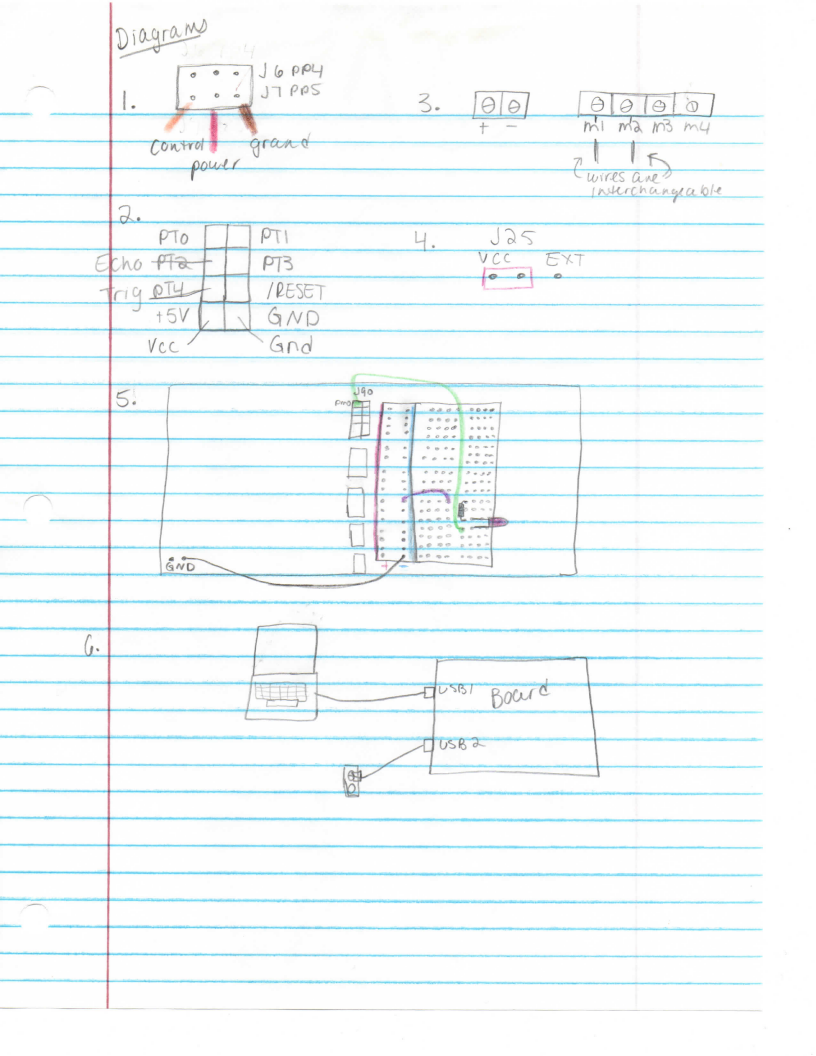 Diagrams
1.
J6 PP4
J7 PP5
control
power
grand
2.
PT0 PT1
Echo PT2 PT3
Trig PT4 /RESET
+5V GND
Vcc Gnd
3.
+ -
m1 m2 m3 m4
wires are
interchangeable
4. J25
VCC EXT
5.
J90
+ -
GND
6.
USB1 Board
USB2